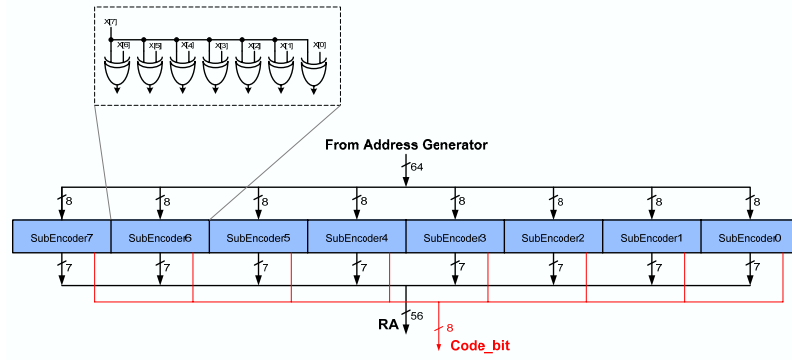 X[7]
X[6] X[5] X[4] X[3] X[2] X[1] X[0]
From Address Generator
64
8 8 8 8 8 8 8 8
SubEncoder7 SubEncoder6 SubEncoder5 SubEncoder4 SubEncoder3 SubEncoder2 SubEncoder1 SubEncoder0
7 7 7 7 7 7 7 7
56
RA
8
Code_bit